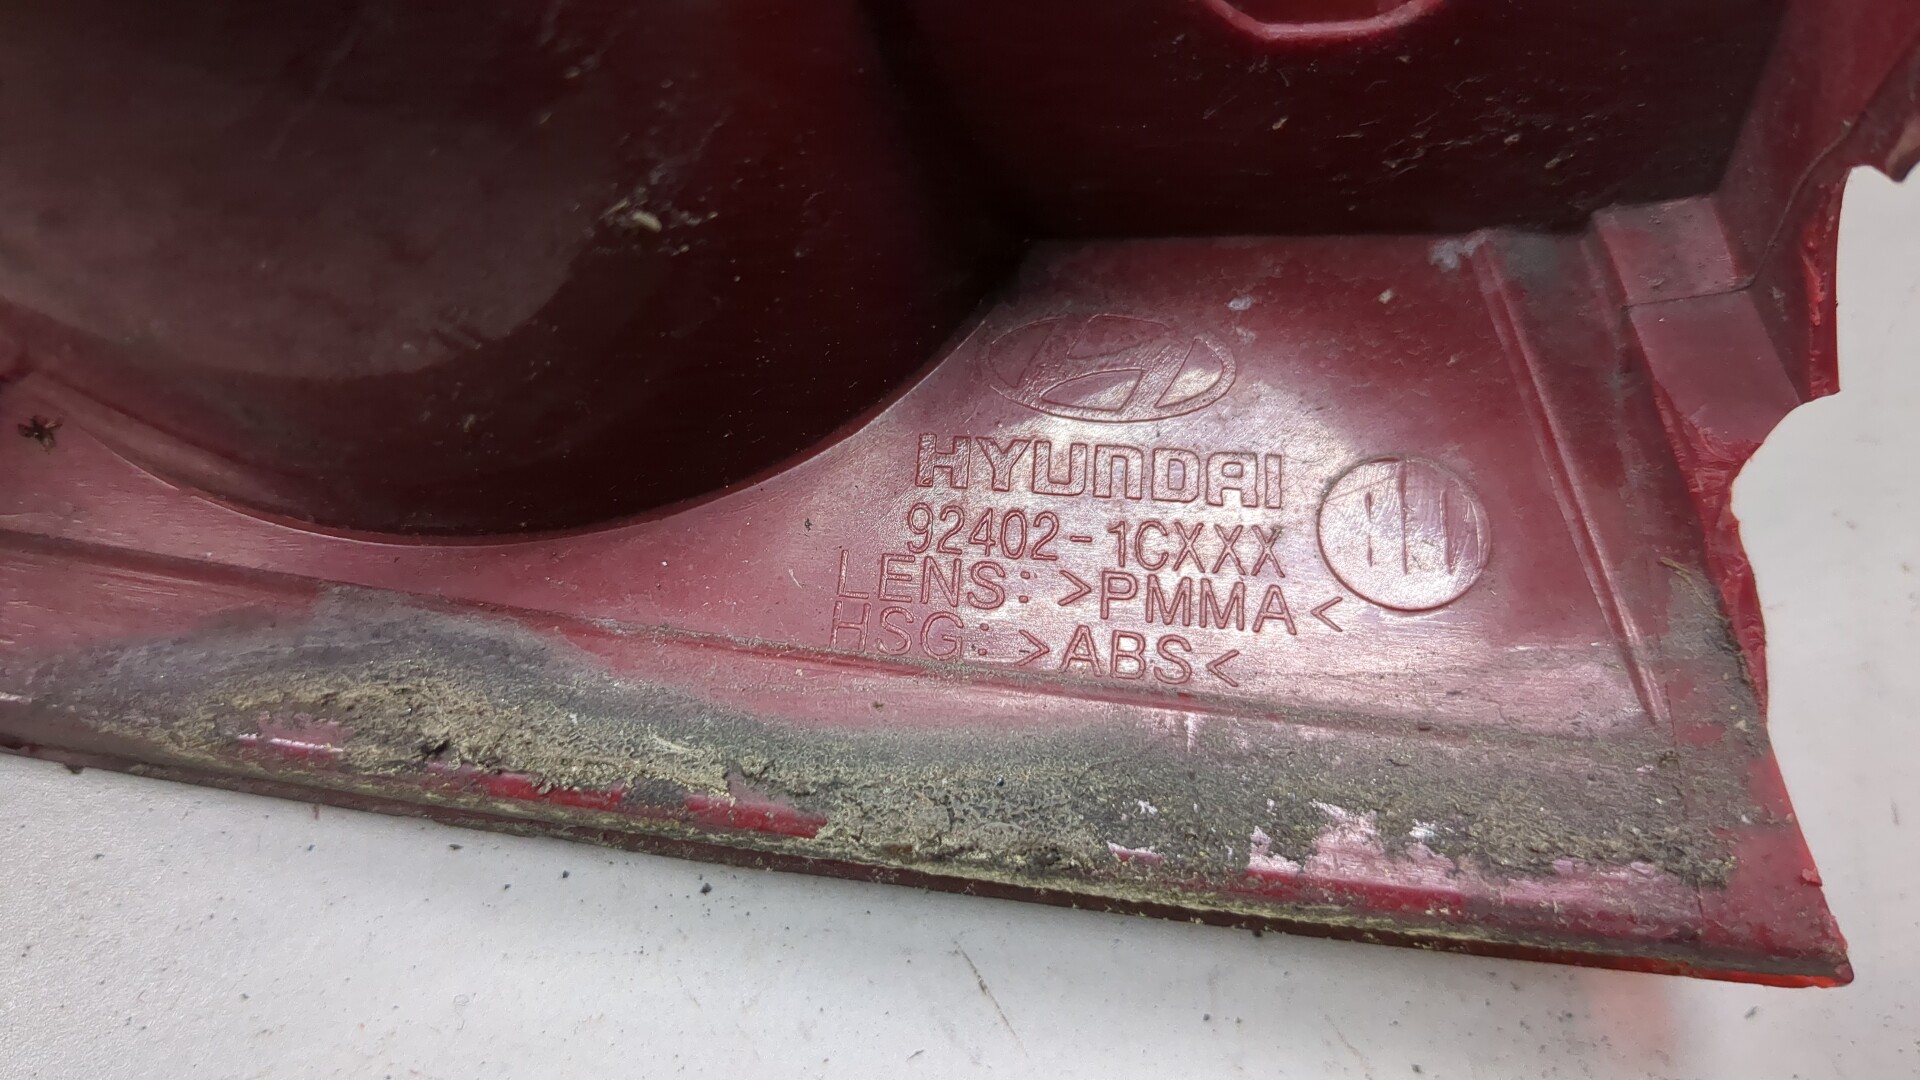 HYUNDAI
92402-1CXXX
LENS: >PMMA<
HSG: >ABS<